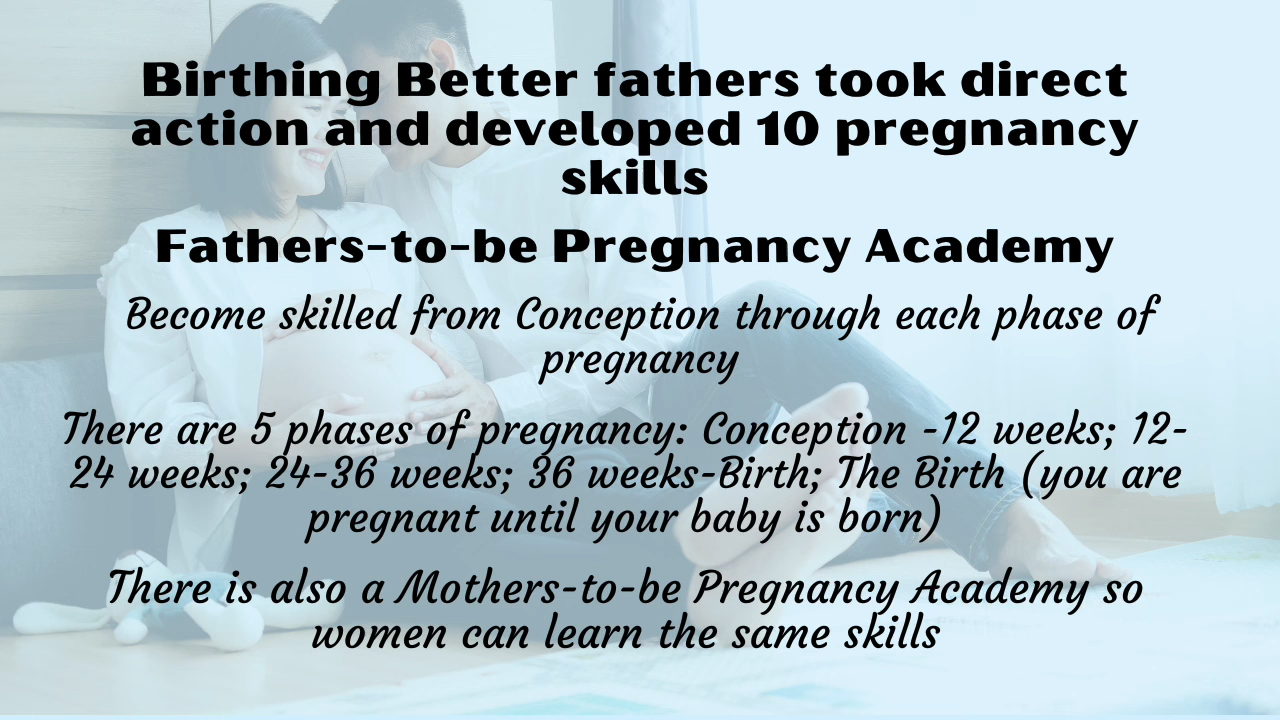 Birthing Better fathers took direct
action and developed 10 pregnancy
skills
Fathers-to-be Pregnancy Academy
Become skilled from Conception through each phase of
pregnancy
There are 5 phases of pregnancy: Conception -12 weeks; 12-
24 weeks; 24-36 weeks; 36 weeks-Birth; The Birth (you are
pregnant until your baby is born)
There is also a Mothers-to-be Pregnancy Academy so
women can learn the same skills